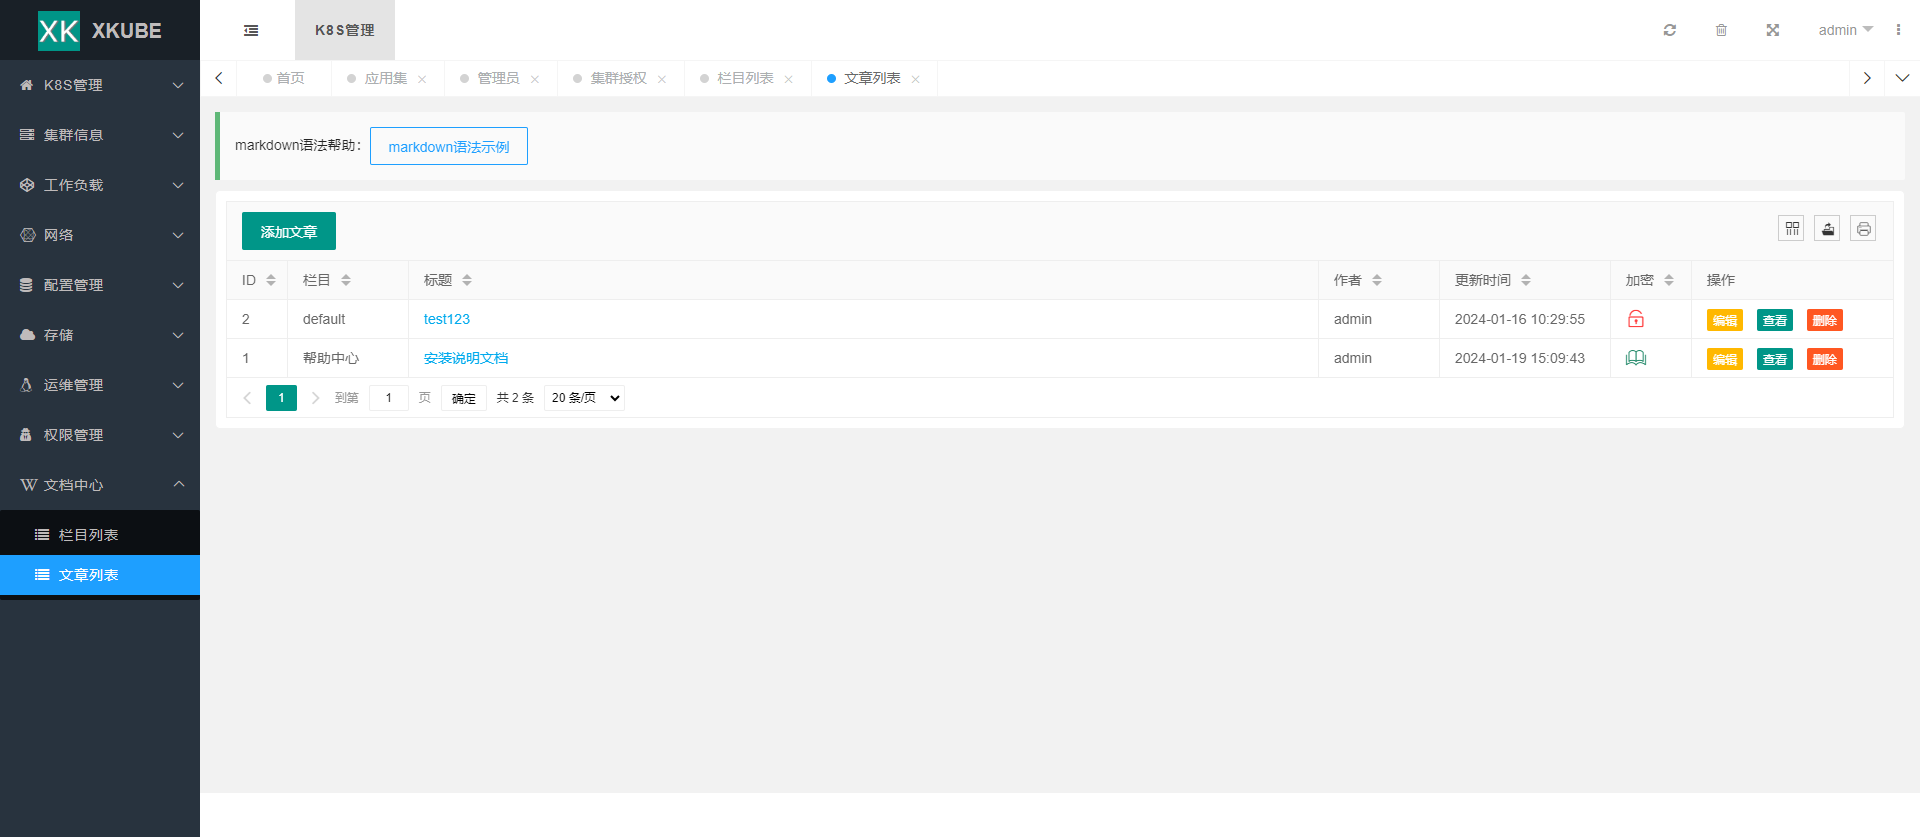 XK XKUBE
K8S管理
admin
K8S管理
集群信息
工作负载
网络
配置管理
存储
运维管理
权限管理
文档中心
栏目列表
文章列表
首页 应用集 管理员 集群授权 栏目列表 文章列表
markdown语法帮助: markdown语法示例
添加文章
ID 栏目 标题 作者 更新时间 加密 操作
2 default test123 admin 2024-01-16 10:29:55 编辑 查看 删除
1 帮助中心 安装说明文档 admin 2024-01-19 15:09:43 编辑 查看 删除
1 到第 1 页 确定 共 2 条 20 条/页